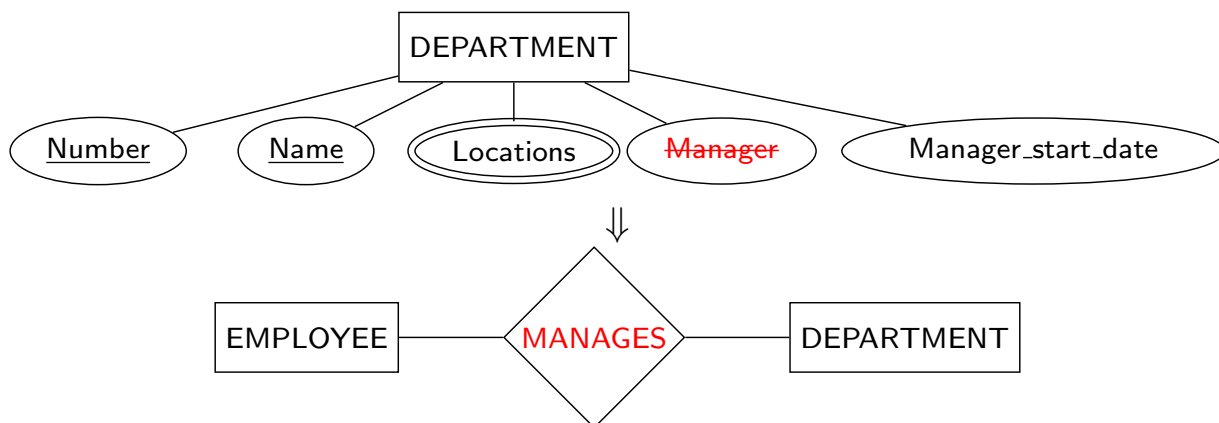 DEPARTMENT
Number Name Locations Manager Manager_start_date
⇓
EMPLOYEE MANAGES DEPARTMENT